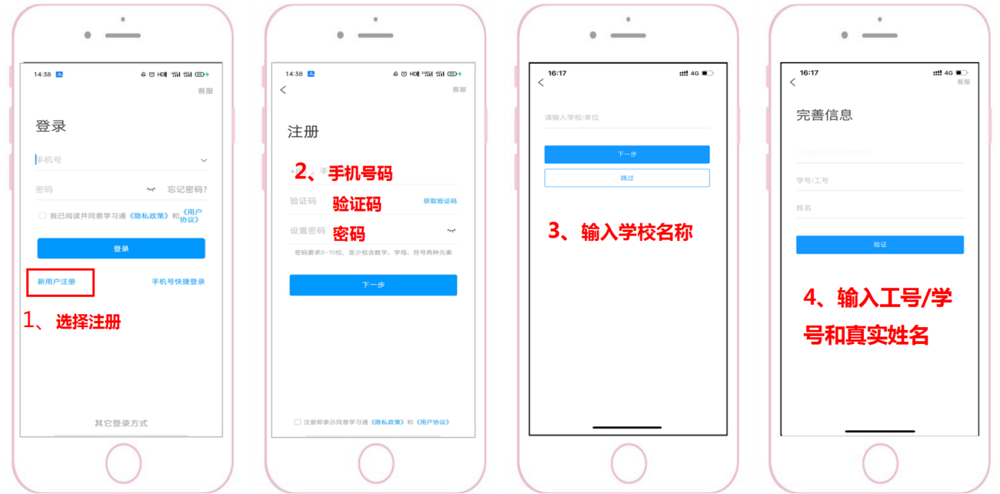 14:38
HD
客服
登录
手机号
密码
忘记密码?
我已阅读并同意学习通《隐私政策》和《用户
协议》
登录
新用户注册
手机号快捷登录
1、选择注册
其它登录方式
14:38
HD
客服
注册
2、手机号码
验证码
验证码
获取验证码
设置密码
密码
密码要求8-16位，至少包含数字、字母、符号两种元素
下一步
注册即表示同意学习通《隐私政策》和《用户协议》
16:17
4G
请输入学校/单位
下一步
跳过
3、输入学校名称
16:17
4G
客服
完善信息
学号/工号
姓名
验证
4、输入工号/学
号和真实姓名